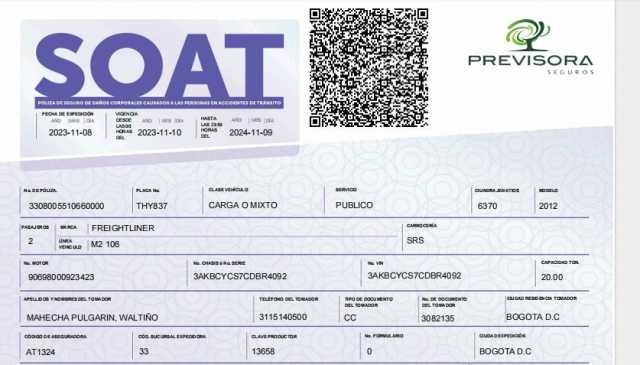 SOAT
PÓLIZA DE SEGURO DE DAÑOS CORPORALES CAUSADOS A LAS PERSONAS EN ACCIDENTES DE TRÁNSITO
FECHA DE EXPEDICIÓN AÑO MES DÍA 2023-11-08
VIGENCIA DESDE LAS 00 HORAS DEL AÑO MES DÍA 2023-11-10
HASTA LAS 23:59 HORAS DEL AÑO MES DÍA 2024-11-09
PREVISORA
SEGUROS
No. DE PÓLIZA PLACA No. CLASE VEHÍCULO SERVICIO CILINDRAJE/VATIOS MODELO
3308005510660000 THY837 CARGA O MIXTO PUBLICO 6370 2012
PASAJEROS MARCA FREIGHTLINER CARROCERÍA
2 LÍNEA VEHÍCULO M2 106 SRS
No. MOTOR No. CHASIS ó No. SERIE No. VIN CAPACIDAD TON.
90698000923423 3AKBCYCS7CDBR4092 3AKBCYCS7CDBR4092 20.00
APELLIDOS Y NOMBRES DEL TOMADOR TELÉFONO DEL TOMADOR TIPO DE DOCUMENTO DEL TOMADOR No. DE DOCUMENTO DEL TOMADOR CIUDAD RESIDENCIA TOMADOR
MAHECHA PULGARIN, WALTIÑO 3115140500 CC 3082135 BOGOTA D.C
CÓDIGO DE ASEGURADORA CÓD. SUCURSAL EXPEDIDORA CLAVE PRODUCTOR No. FORMULARIO CIUDAD EXPEDICIÓN
AT1324 33 13658 0 BOGOTA D.C